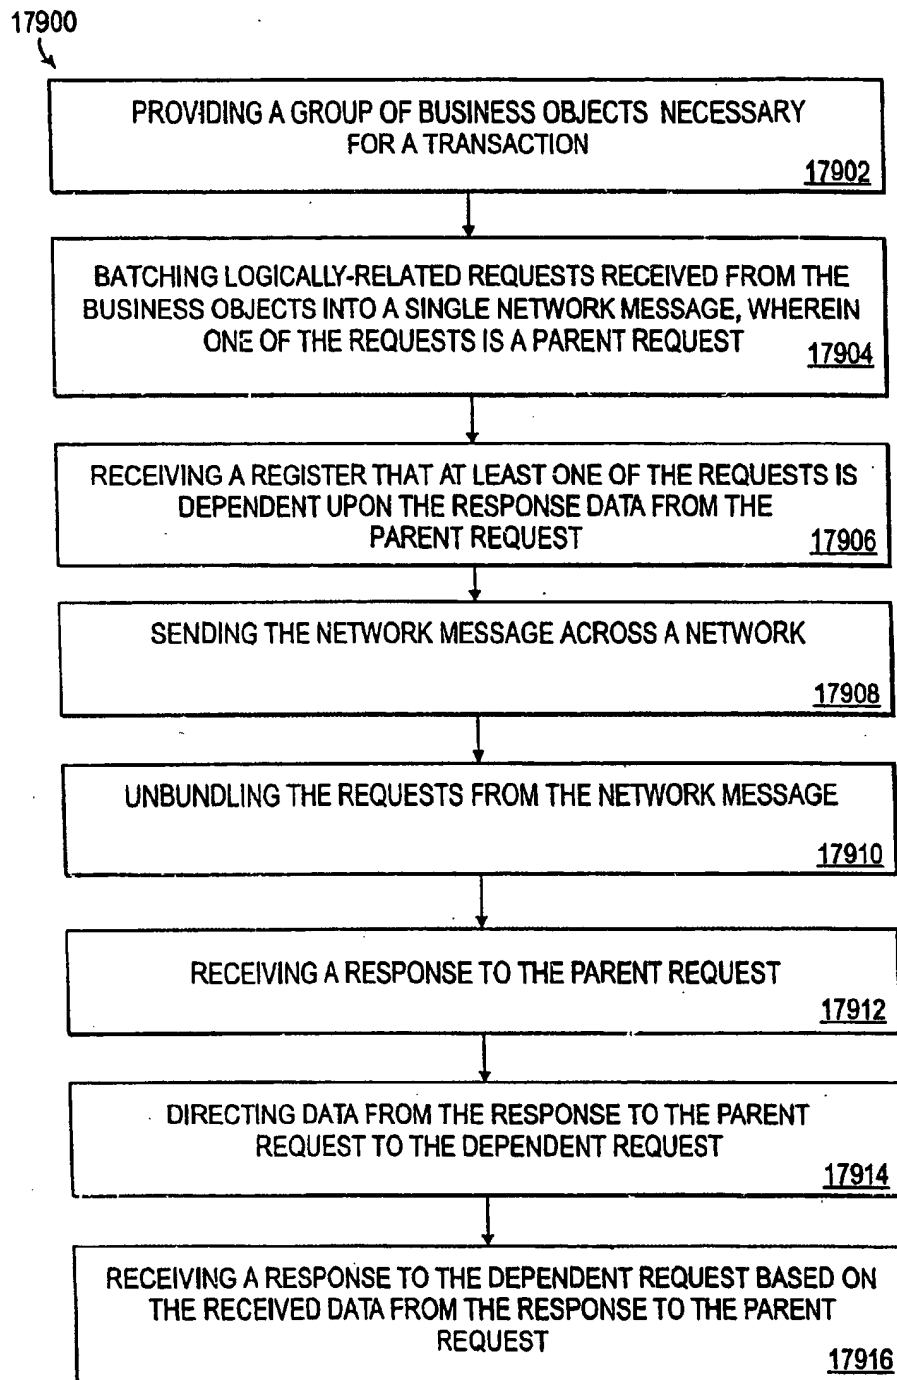 17900
PROVIDING A GROUP OF BUSINESS OBJECTS NECESSARY
FOR A TRANSACTION
17902
BATCHING LOGICALLY-RELATED REQUESTS RECEIVED FROM THE
BUSINESS OBJECTS INTO A SINGLE NETWORK MESSAGE, WHEREIN
ONE OF THE REQUESTS IS A PARENT REQUEST
17904
RECEIVING A REGISTER THAT AT LEAST ONE OF THE REQUESTS IS
DEPENDENT UPON THE RESPONSE DATA FROM THE
PARENT REQUEST
17906
SENDING THE NETWORK MESSAGE ACROSS A NETWORK
17908
UNBUNDLING THE REQUESTS FROM THE NETWORK MESSAGE
17910
RECEIVING A RESPONSE TO THE PARENT REQUEST
17912
DIRECTING DATA FROM THE RESPONSE TO THE PARENT
REQUEST TO THE DEPENDENT REQUEST
17914
RECEIVING A RESPONSE TO THE DEPENDENT REQUEST BASED ON
THE RECEIVED DATA FROM THE RESPONSE TO THE PARENT
REQUEST
17916